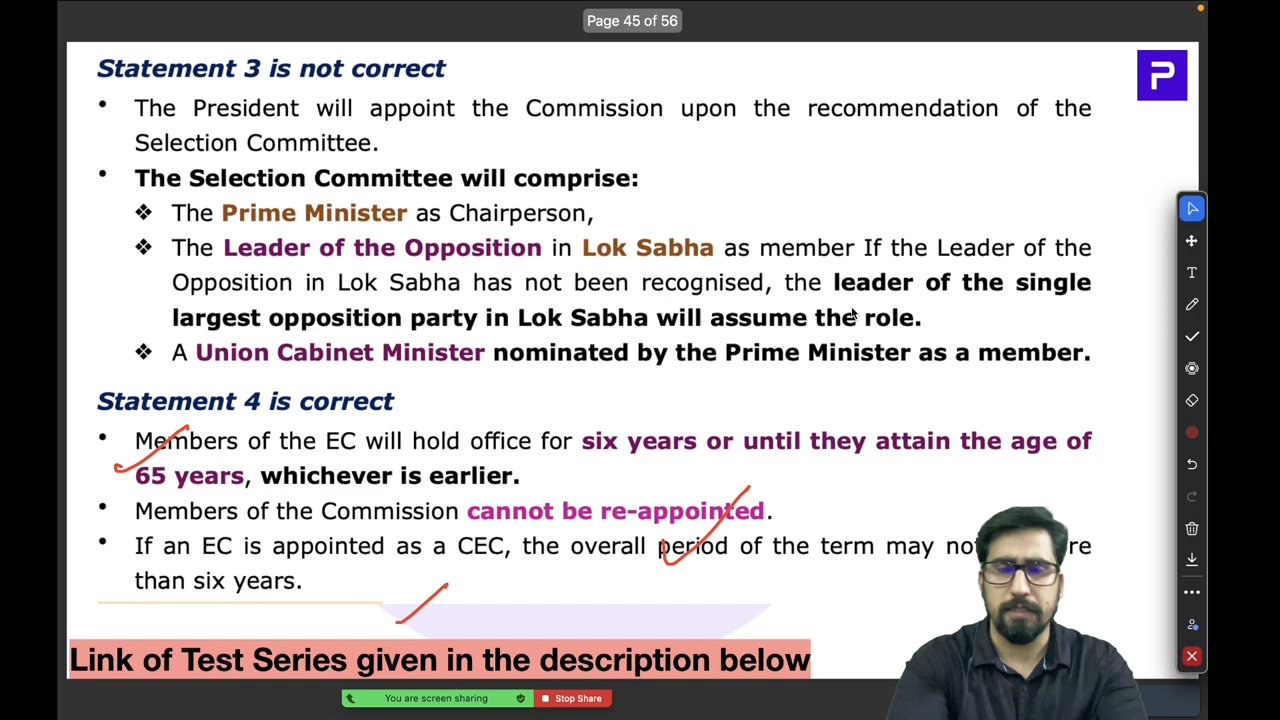 Page 45 of 56
P
Statement 3 is not correct
• The President will appoint the Commission upon the recommendation of the
Selection Committee.
• The Selection Committee will comprise:
❖ The Prime Minister as Chairperson,
❖ The Leader of the Opposition in Lok Sabha as member If the Leader of the
Opposition in Lok Sabha has not been recognised, the leader of the single
largest opposition party in Lok Sabha will assume the role.
❖ A Union Cabinet Minister nominated by the Prime Minister as a member.
Statement 4 is correct
• Members of the EC will hold office for six years or until they attain the age of
65 years, whichever is earlier.
• Members of the Commission cannot be re-appointed.
• If an EC is appointed as a CEC, the overall period of the term may
than six years.
Link of Test Series given in the description below
You are screen sharing
Stop Share